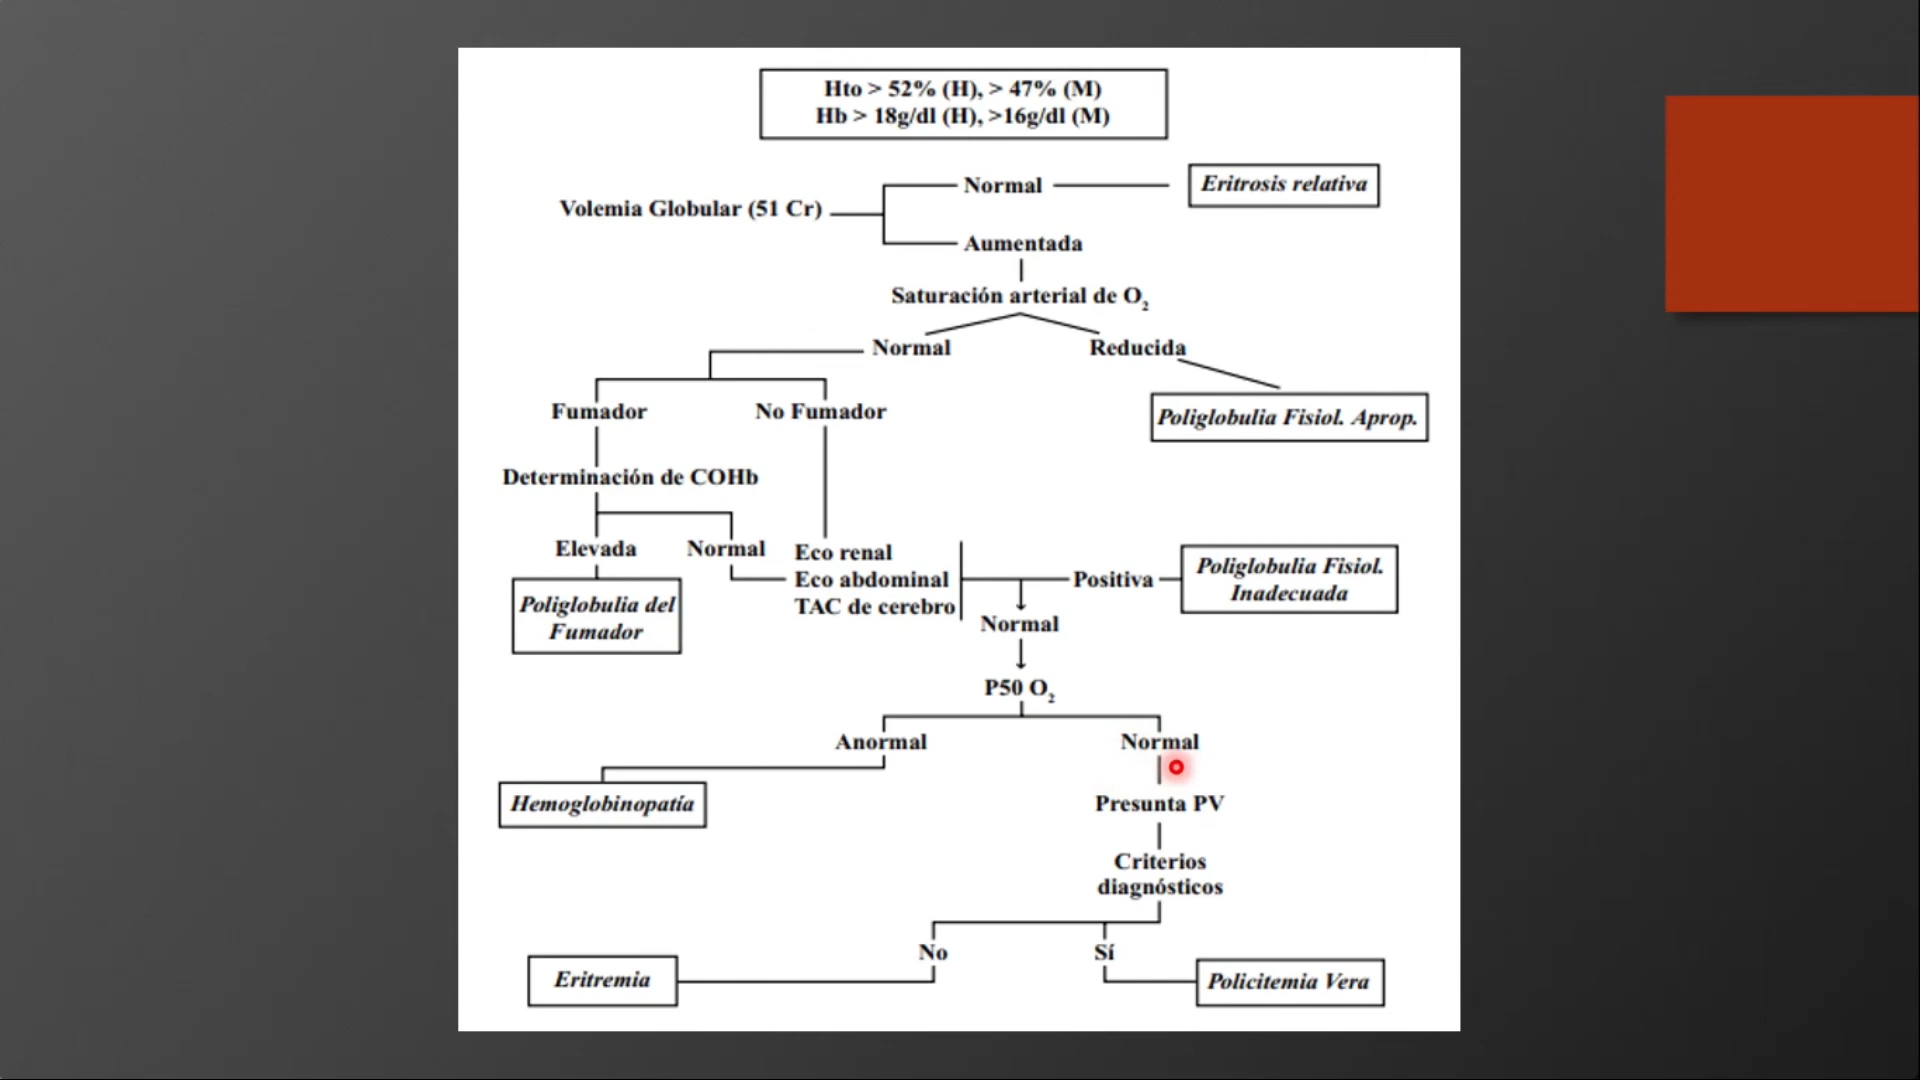 Hto > 52% (H), > 47% (M)
Hb > 18g/dl (H), >16g/dl (M)
Normal
Eritrosis relativa
Volemia Globular (51 Cr)
Aumentada
Saturación arterial de O₂
Normal
Reducida
Fumador
No Fumador
Poliglobulia Fisiol. Aprop.
Determinación de COHb
Elevada
Normal
Eco renal
Eco abdominal
TAC de cerebro
Positiva
Poliglobulia Fisiol.
Inadecuada
Poliglobulia del
Fumador
Normal
P50 O₂
Anormal
Normal
Hemoglobinopatía
Presunta PV
Criterios
diagnósticos
No
Sí
Eritremia
Policitemia Vera